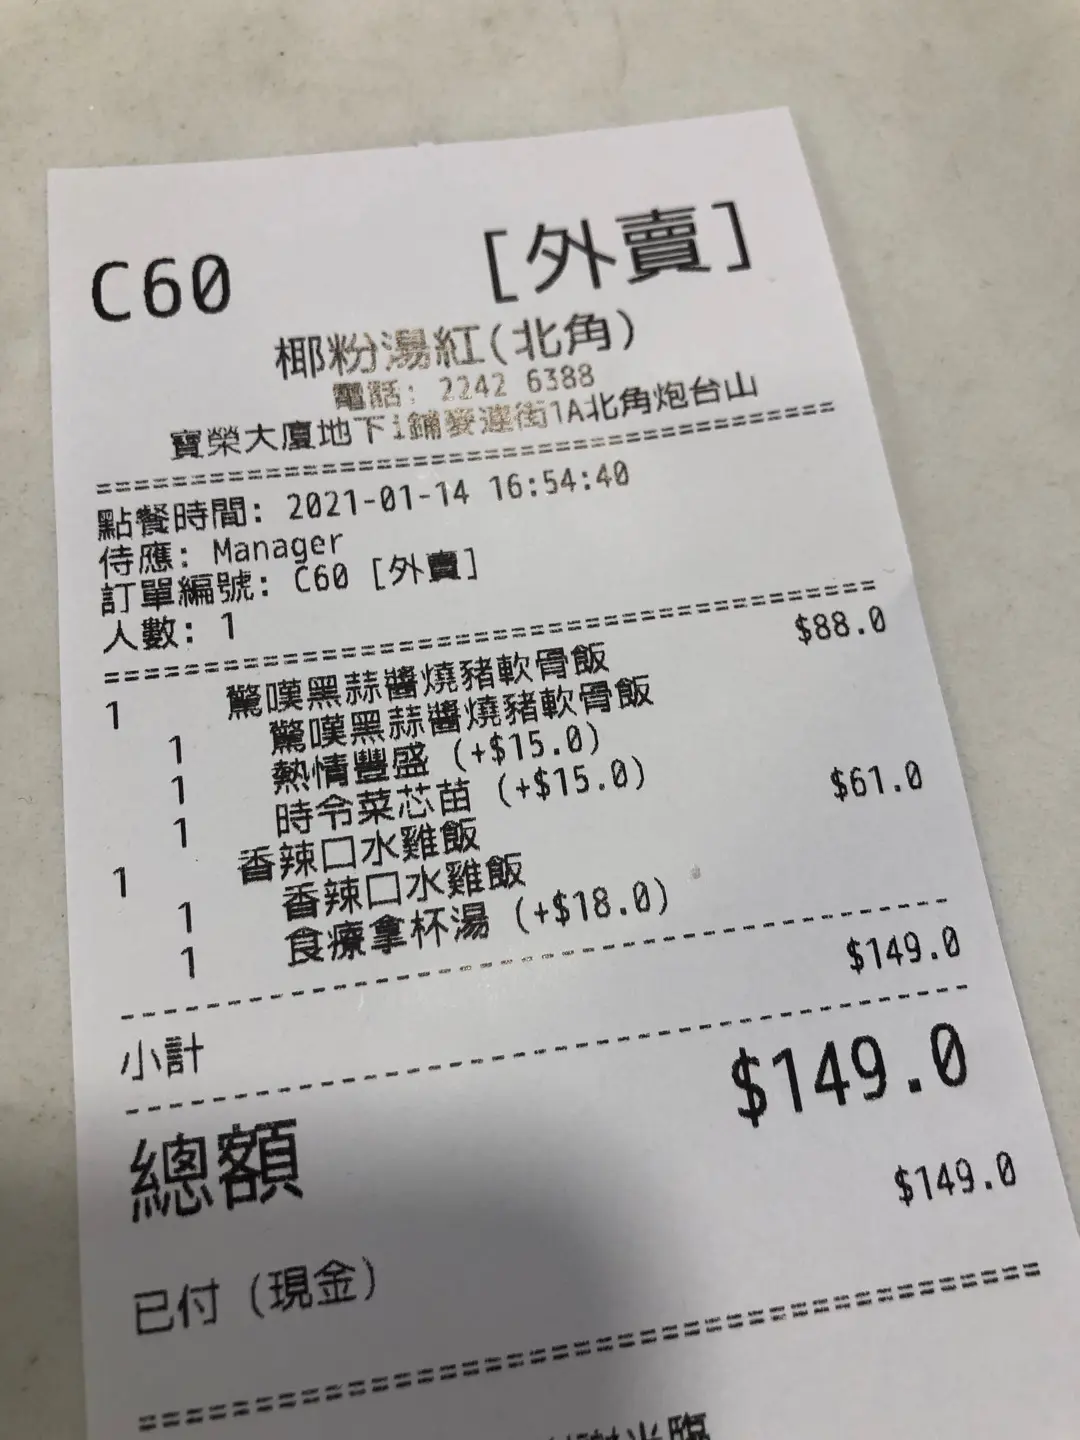 C60 [外賣]
椰粉湯紅(北角)
電話: 2242 6388
寶榮大廈地下i鋪麥連街1A北角炮台山
點餐時間: 2021-01-14 16:54:40
侍應: Manager
訂單編號: C60 [外賣]
人數: 1
1 驚嘆黑蒜醬燒豬軟骨飯 $88.0
1 驚嘆黑蒜醬燒豬軟骨飯
1 熱情豐盛 (+$15.0)
1 時令菜芯苗 (+$15.0)
1 香辣口水雞飯 $61.0
1 香辣口水雞飯
1 食療拿杯湯 (+$18.0)
小計 $149.0
總額 $149.0
已付 (現金) $149.0